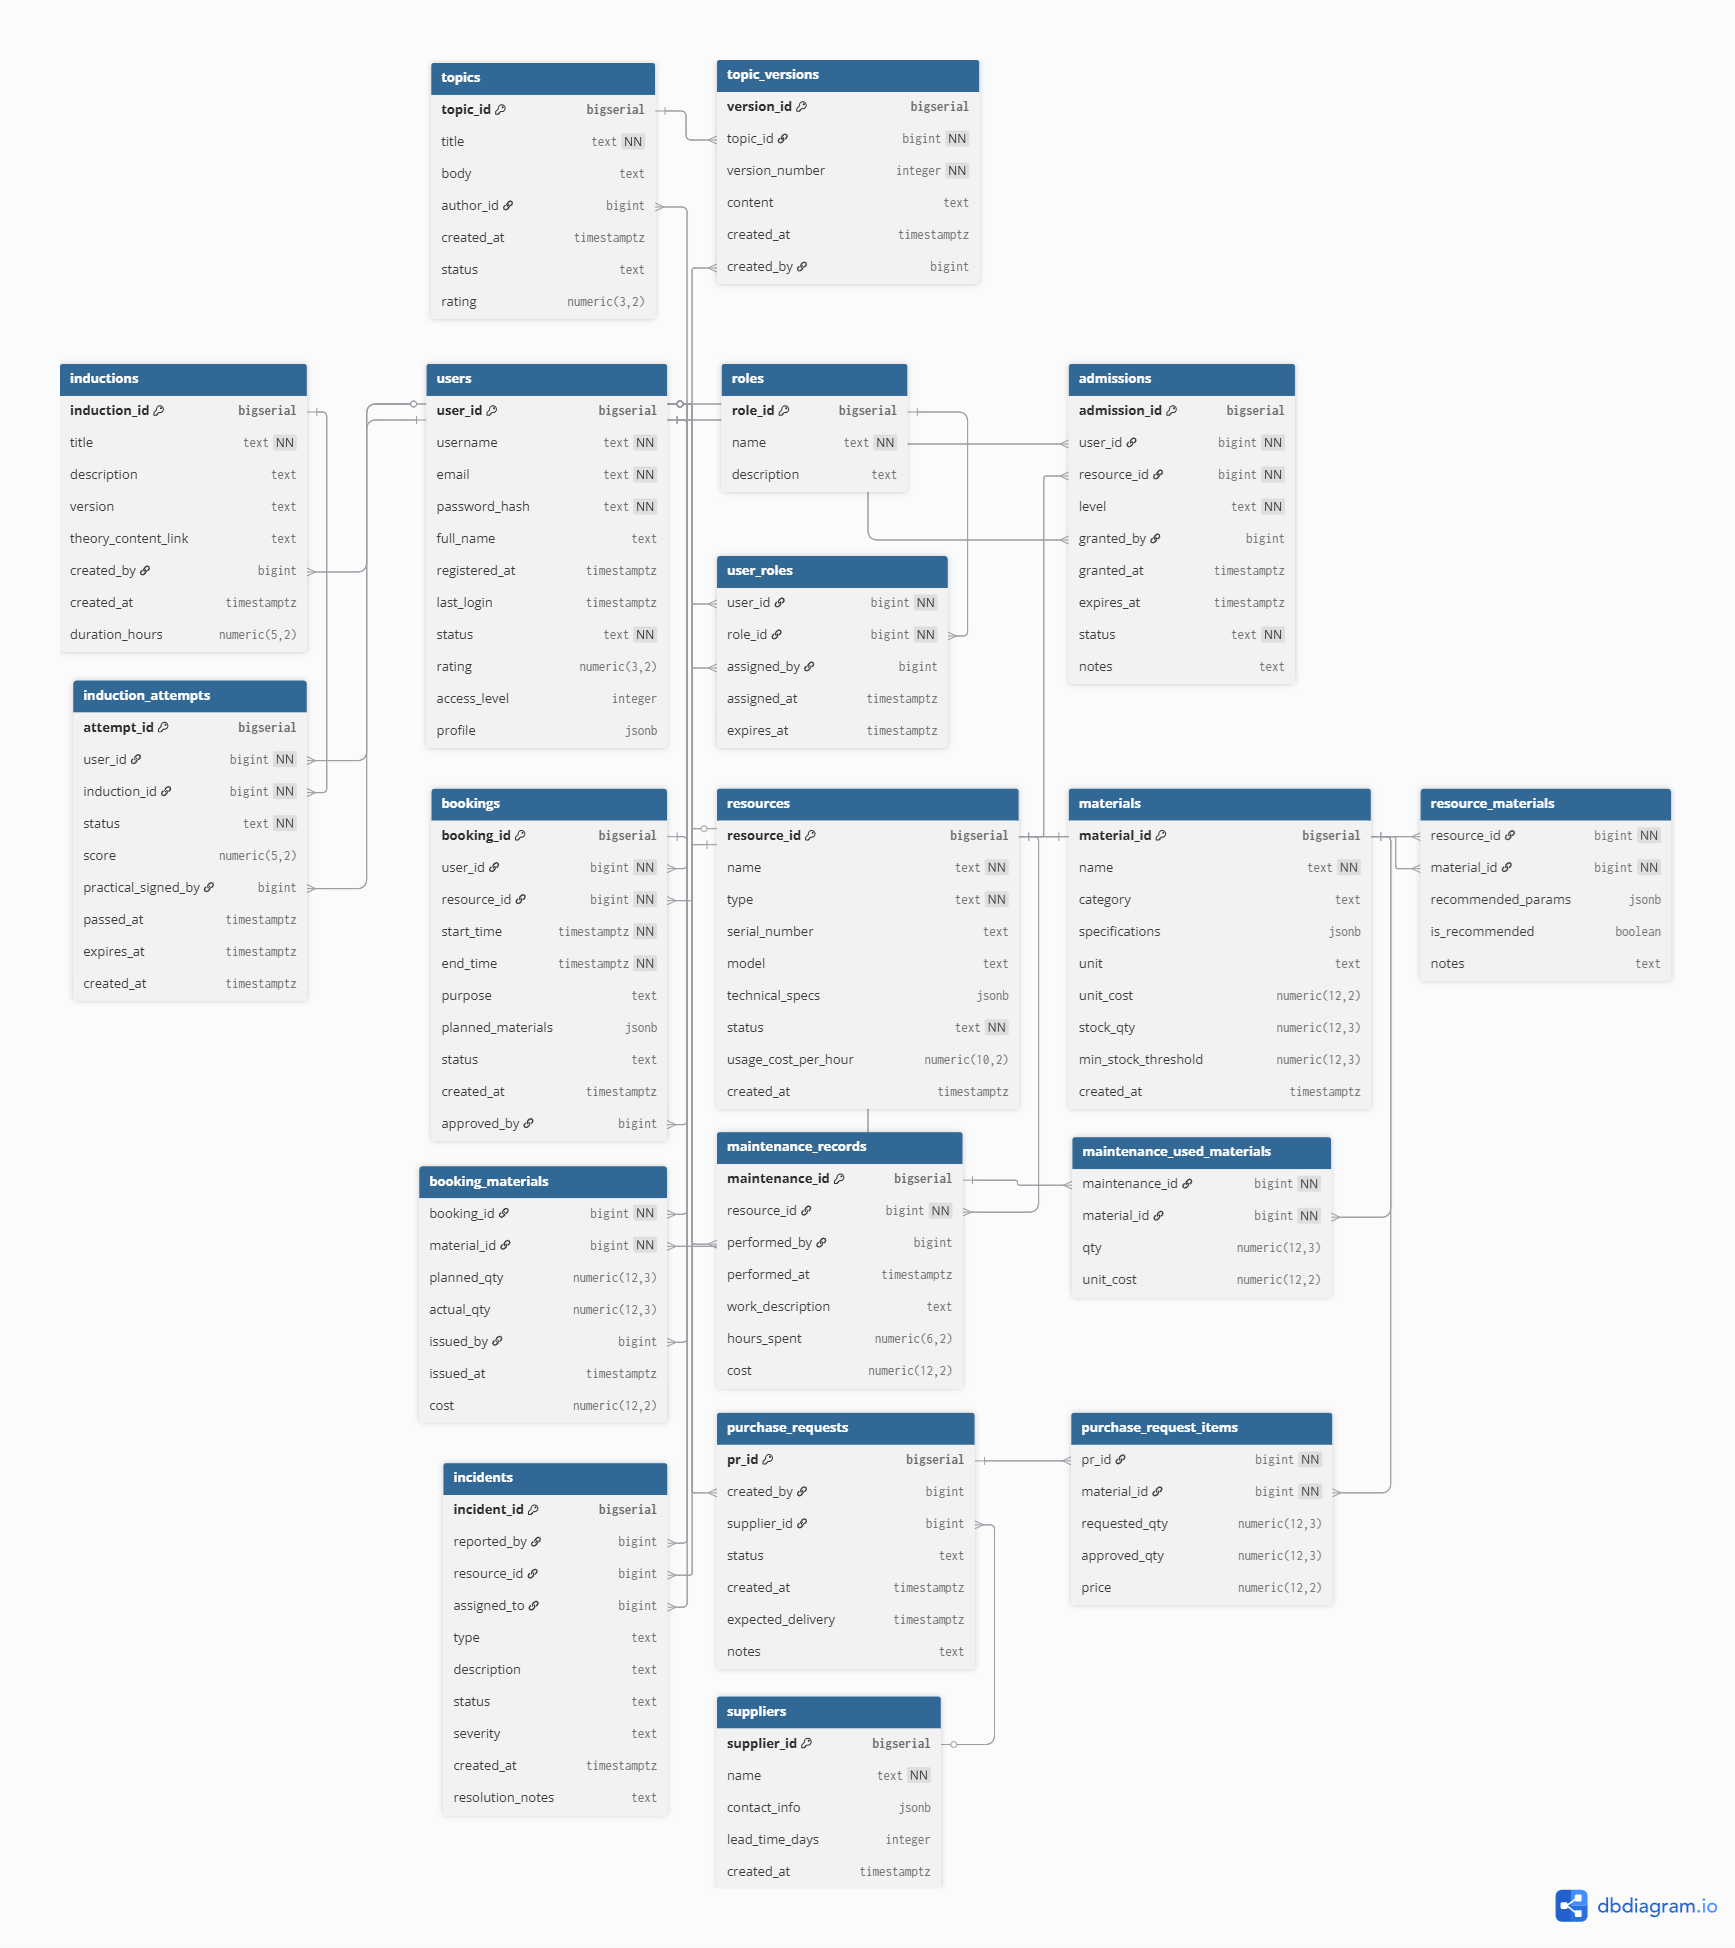 topics
topic_id bigserial
title text NN
body text
author_id bigint
created_at timestamptz
status text
rating numeric(3,2)
topic_versions
version_id bigserial
topic_id bigint NN
version_number integer NN
content text
created_at timestamptz
created_by bigint
inductions
induction_id bigserial
title text NN
description text
version text
theory_content_link text
created_by bigint
created_at timestamptz
duration_hours numeric(5,2)
users
user_id bigserial
username text NN
email text NN
password_hash text NN
full_name text
registered_at timestamptz
last_login timestamptz
status text NN
rating numeric(3,2)
access_level integer
profile jsonb
roles
role_id bigserial
name text NN
description text
admissions
admission_id bigserial
user_id bigint NN
resource_id bigint NN
level text NN
granted_by bigint
granted_at timestamptz
expires_at timestamptz
status text NN
notes text
user_roles
user_id bigint NN
role_id bigint NN
assigned_by bigint
assigned_at timestamptz
expires_at timestamptz
induction_attempts
attempt_id bigserial
user_id bigint NN
induction_id bigint NN
status text NN
score numeric(5,2)
practical_signed_by bigint
passed_at timestamptz
expires_at timestamptz
created_at timestamptz
bookings
booking_id bigserial
user_id bigint NN
resource_id bigint NN
start_time timestamptz NN
end_time timestamptz NN
purpose text
planned_materials jsonb
status text
created_at timestamptz
approved_by bigint
resources
resource_id bigserial
name text NN
type text NN
serial_number text
model text
technical_specs jsonb
status text NN
usage_cost_per_hour numeric(10,2)
created_at timestamptz
materials
material_id bigserial
name text NN
category text
specifications jsonb
unit text
unit_cost numeric(12,2)
stock_qty numeric(12,3)
min_stock_threshold numeric(12,3)
created_at timestamptz
resource_materials
resource_id bigint NN
material_id bigint NN
recommended_params jsonb
is_recommended boolean
notes text
booking_materials
booking_id bigint NN
material_id bigint NN
planned_qty numeric(12,3)
actual_qty numeric(12,3)
issued_by bigint
issued_at timestamptz
cost numeric(12,2)
maintenance_records
maintenance_id bigserial
resource_id bigint NN
performed_by bigint
performed_at timestamptz
work_description text
hours_spent numeric(6,2)
cost numeric(12,2)
maintenance_used_materials
maintenance_id bigint NN
material_id bigint NN
qty numeric(12,3)
unit_cost numeric(12,2)
incidents
incident_id bigserial
reported_by bigint
resource_id bigint
assigned_to bigint
type text
description text
status text
severity text
created_at timestamptz
resolution_notes text
purchase_requests
pr_id bigserial
created_by bigint
supplier_id bigint
status text
created_at timestamptz
expected_delivery timestamptz
notes text
purchase_request_items
pr_id bigint NN
material_id bigint NN
requested_qty numeric(12,3)
approved_qty numeric(12,3)
price numeric(12,2)
suppliers
supplier_id bigserial
name text NN
contact_info jsonb
lead_time_days integer
created_at timestamptz
dbdiagram.io